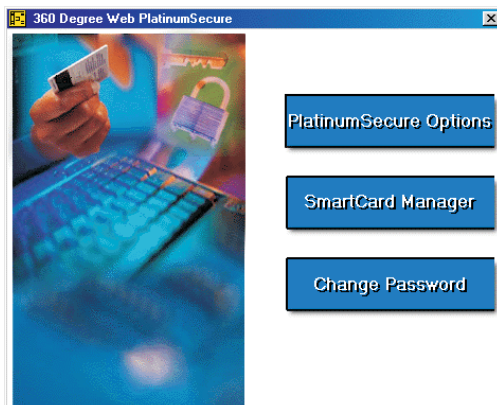 360 Degree Web PlatinumSecure
PlatinumSecure Options
SmartCard Manager
Change Password